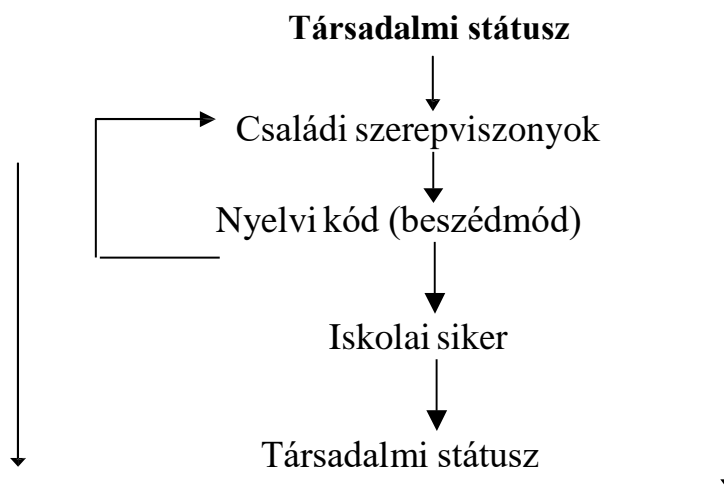 Társadalmi státusz
Családi szerepviszonyok
Nyelvi kód (beszédmód)
Iskolai siker
Társadalmi státusz